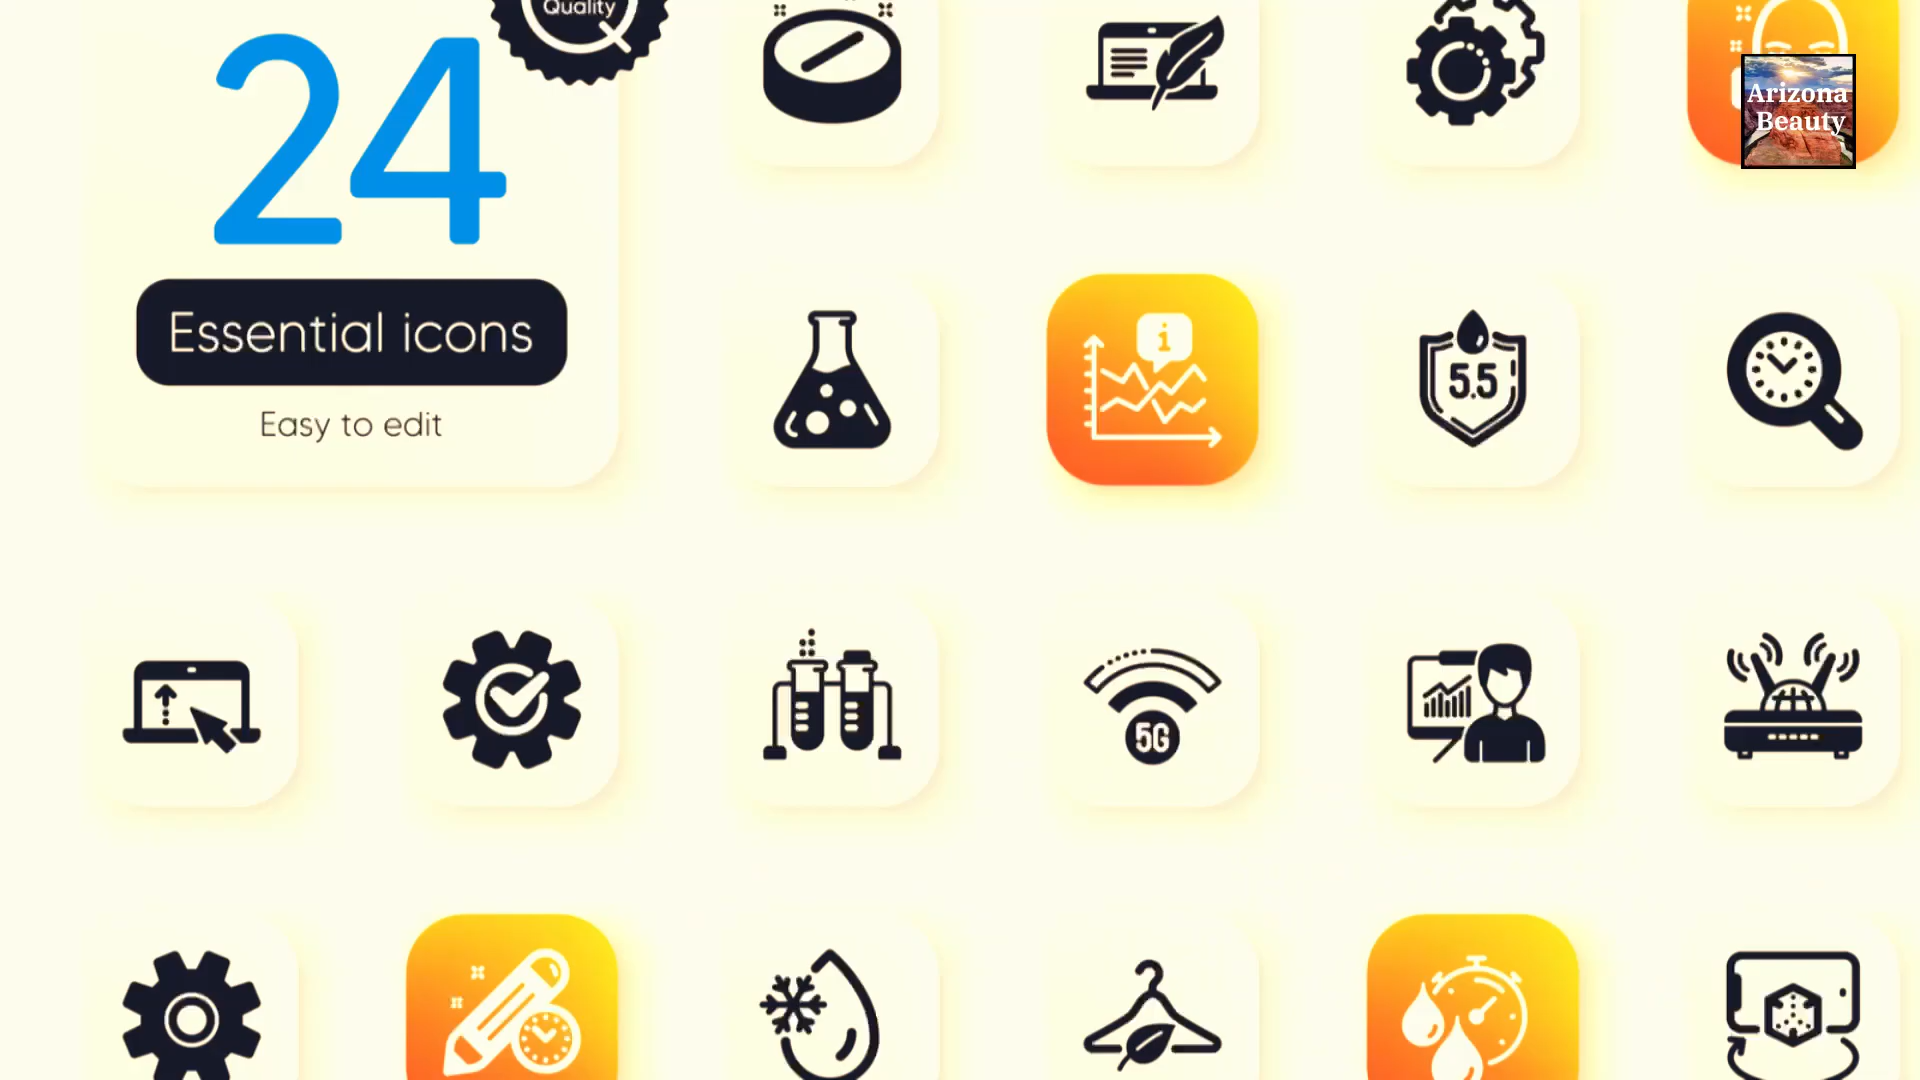 Quality
24
Essential icons
Easy to edit
Arizona
Beauty
i
5.5
5G